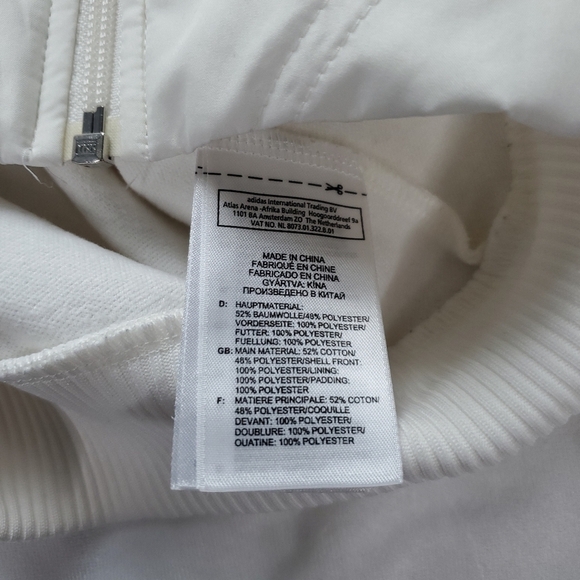 adidas International Trading BV
Atlas Arena -Afrika Building Hoogoorddreef 9a
1101 BA Amsterdam ZO The Netherlands
VAT NO. NL 8073.01.322.B.01
MADE IN CHINA
FABRIQUÉ EN CHINE
FABRICADO EN CHINA
GYÁRTVA: KÍNA
ПРОИЗВЕДЕНО В КИТАЙ
D: HAUPTMATERIAL:
52% BAUMWOLLE/48% POLYESTER/
VORDERSEITE: 100% POLYESTER/
FUTTER: 100% POLYESTER/
FUELLUNG: 100% POLYESTER
GB: MAIN MATERIAL: 52% COTTON/
48% POLYESTER/SHELL FRONT:
100% POLYESTER/LINING:
100% POLYESTER/PADDING:
100% POLYESTER
F: MATIERE PRINCIPALE: 52% COTON/
48% POLYESTER/COQUILLE
DEVANT: 100% POLYESTER/
DOUBLURE: 100% POLYESTER/
OUATINE: 100% POLYESTER